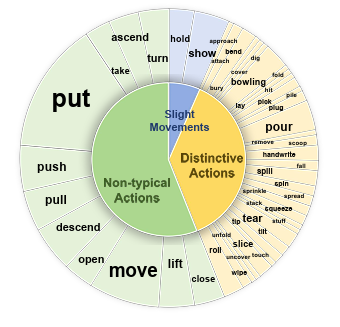 Slight
Movements
Distinctive
Actions
Non-typical
Actions
hold
show
approach
bend
attach
dig
cover
bowling
fold
bury
hit
pile
lay
pick
plug
pour
remove
scoop
handwrite
fall
spill
spin
sprinkle
spread
stack
squeeze
tear
stuff
tip
tilt
unfold
slice
roll
uncover
touch
wipe
close
lift
move
open
descend
pull
push
put
take
ascend
turn